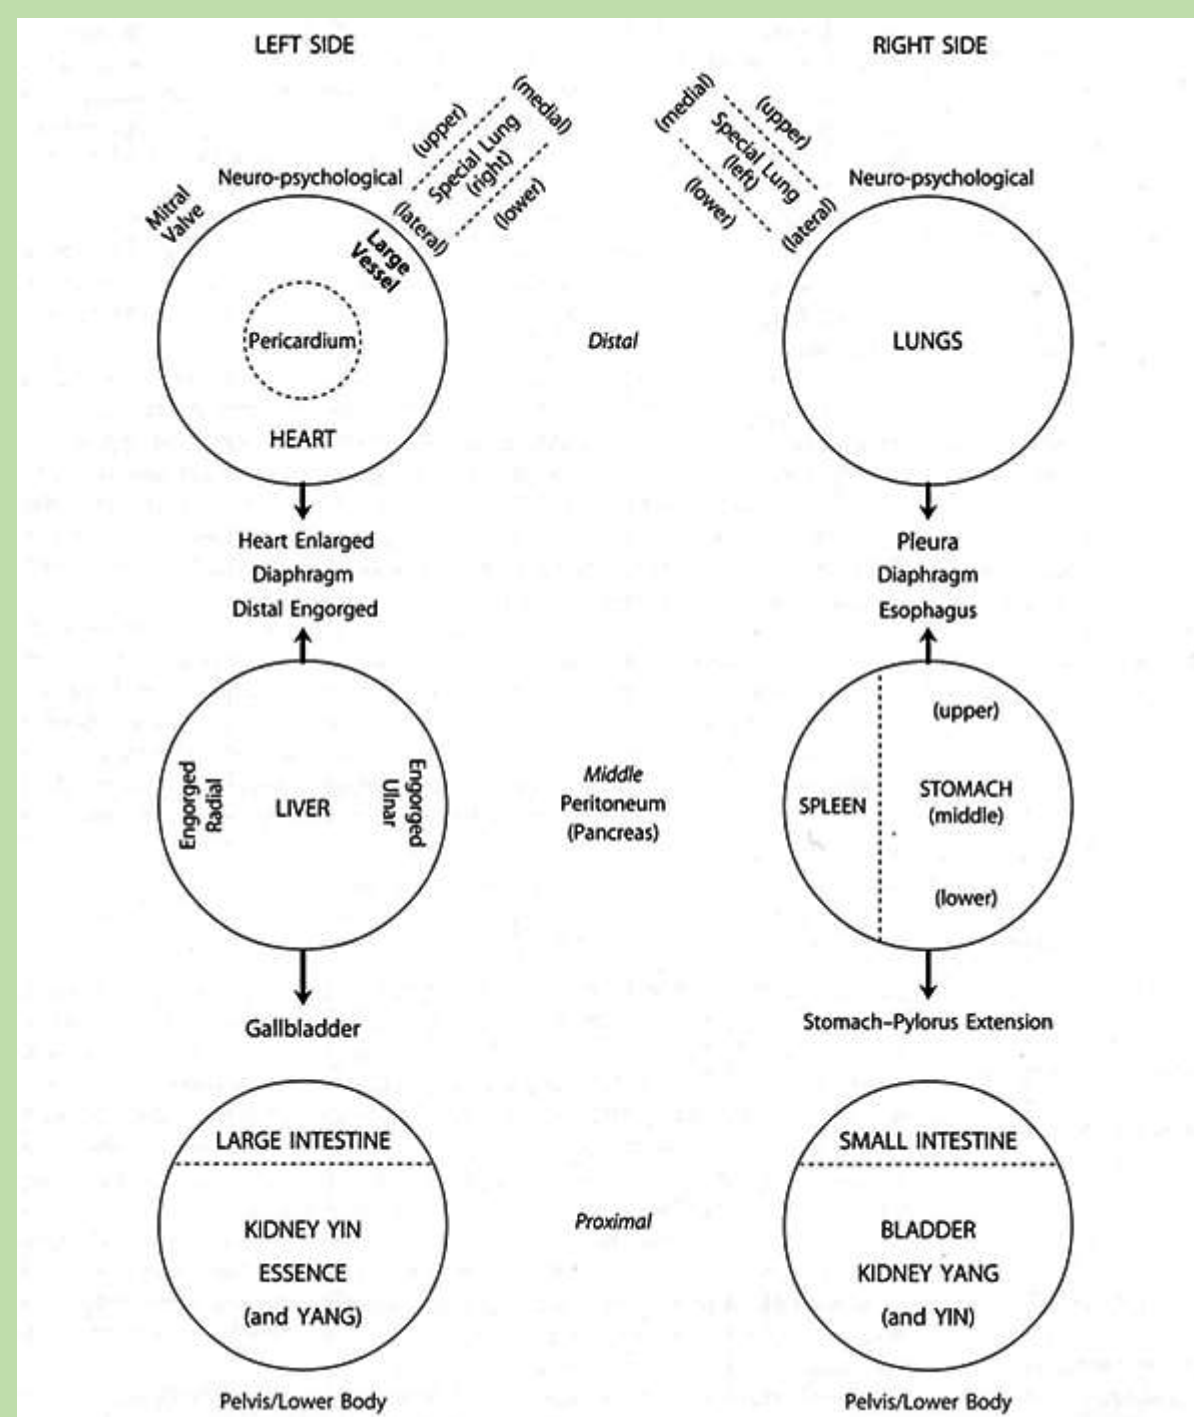 LEFT SIDE
RIGHT SIDE
Mitral
Valve
Neuro-psychological
(upper)
(medial)
Special Lung
(right)
(lateral)
(lower)
Large
Vessel
Pericardium
HEART
Distal
(medial)
(upper)
Special Lung
(left)
(lower)
(lateral)
Neuro-psychological
LUNGS
Heart Enlarged
Diaphragm
Distal Engorged
Pleura
Diaphragm
Esophagus
Engorged
Radial
LIVER
Engorged
Ulnar
Middle
Peritoneum
(Pancreas)
SPLEEN
(upper)
STOMACH
(middle)
(lower)
Gallbladder
Stomach–Pylorus Extension
LARGE INTESTINE
KIDNEY YIN
ESSENCE
(and YANG)
Proximal
SMALL INTESTINE
BLADDER
KIDNEY YANG
(and YIN)
Pelvis/Lower Body
Pelvis/Lower Body